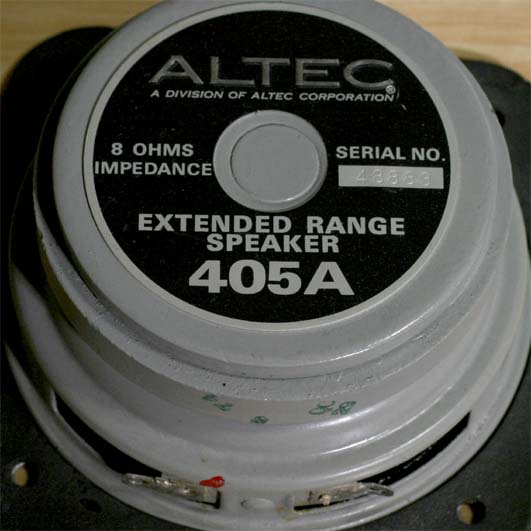 ALTEC®
A DIVISION OF ALTEC CORPORATION
8 OHMS
IMPEDANCE
SERIAL NO.
EXTENDED RANGE
SPEAKER
405A